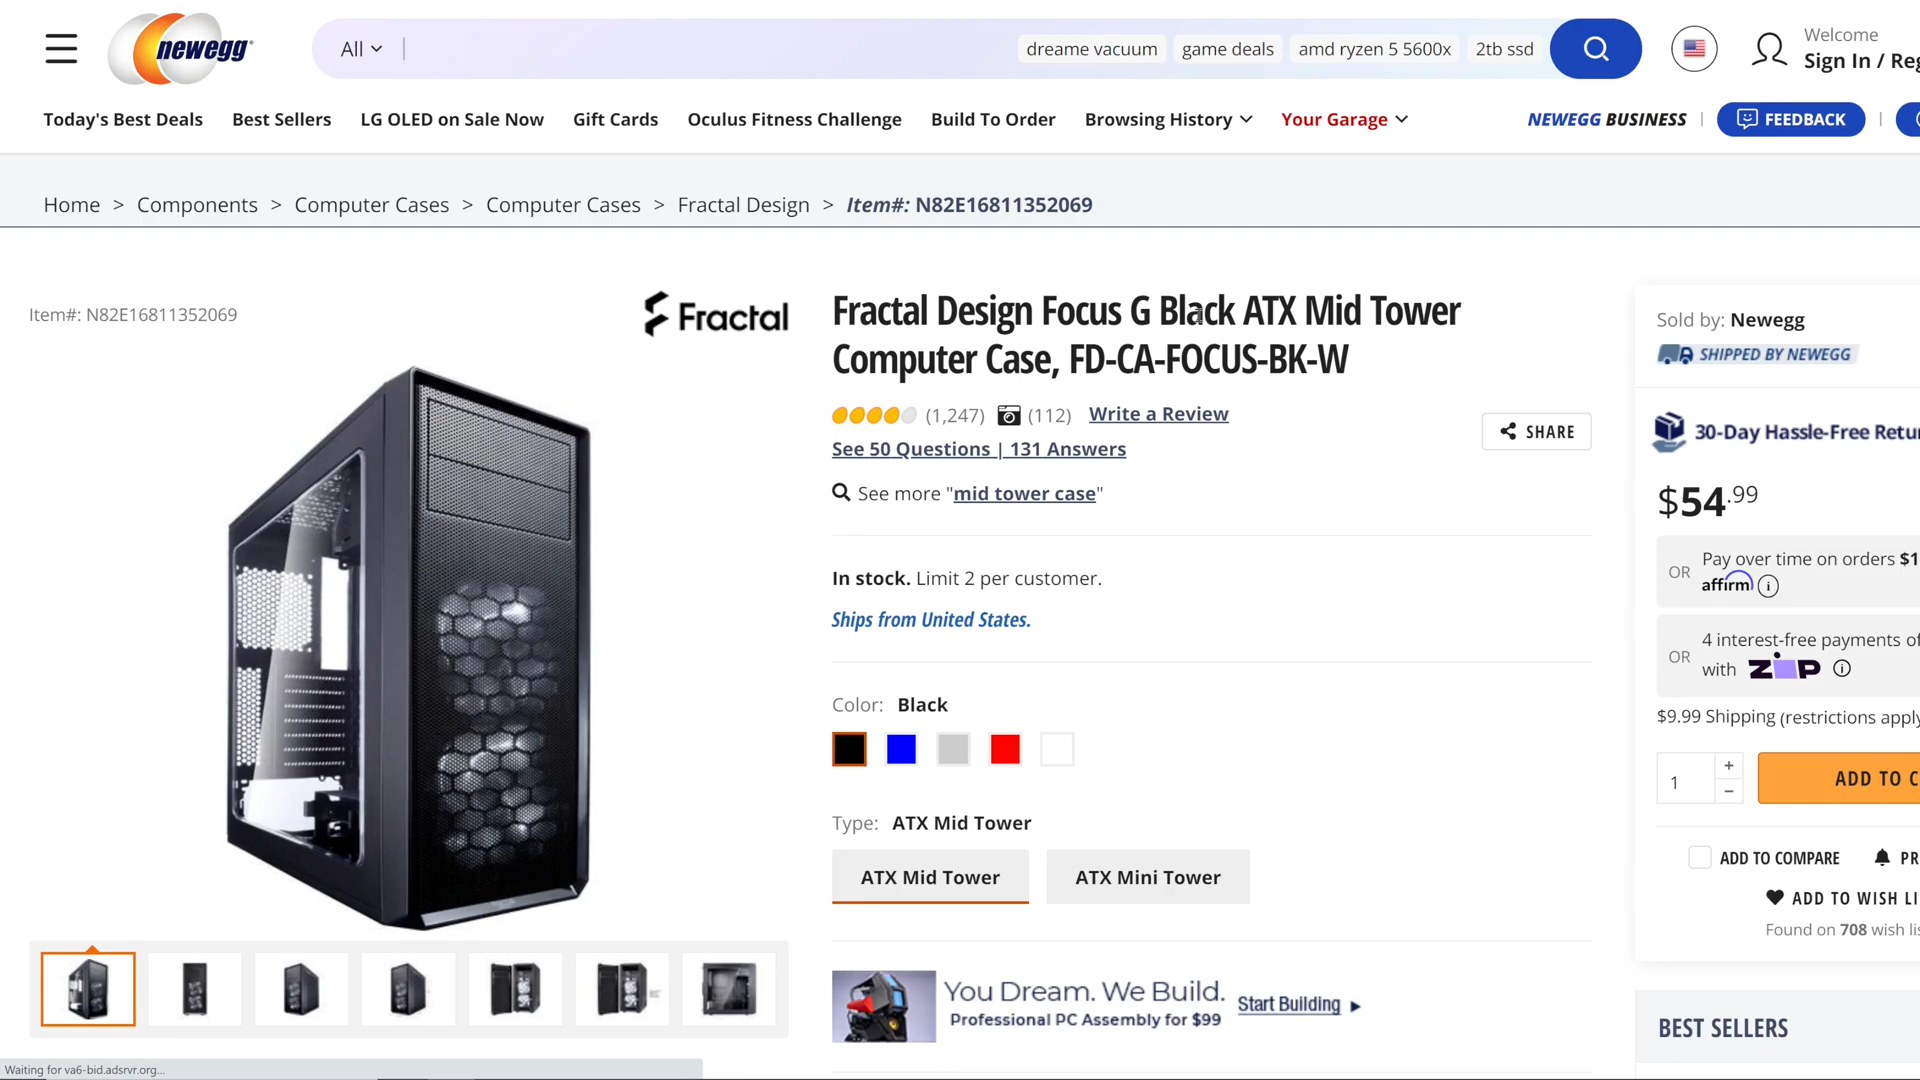 newegg
All
dreame vacuum
game deals
amd ryzen 5 5600x
2tb ssd
Welcome
Sign In / Reg
Today's Best Deals
Best Sellers
LG OLED on Sale Now
Gift Cards
Oculus Fitness Challenge
Build To Order
Browsing History
Your Garage
NEWEGG BUSINESS
FEEDBACK
Home > Components > Computer Cases > Computer Cases > Fractal Design > Item#: N82E16811352069
Item#: N82E16811352069
Fractal
Fractal Design Focus G Black ATX Mid Tower
Computer Case, FD-CA-FOCUS-BK-W
(1,247) (112) Write a Review
See 50 Questions | 131 Answers
SHARE
See more "mid tower case"
In stock. Limit 2 per customer.
Ships from United States.
Color: Black
Type: ATX Mid Tower
ATX Mid Tower
ATX Mini Tower
You Dream. We Build.
Professional PC Assembly for $99
Start Building
Sold by: Newegg
SHIPPED BY NEWEGG
30-Day Hassle-Free Retur
$54.99
OR
Pay over time on orders $1
affirm
OR
4 interest-free payments of
with zip
$9.99 Shipping (restrictions apply
1
+
−
ADD TO C
ADD TO COMPARE
PR
ADD TO WISH LI
Found on 708 wish lis
BEST SELLERS
Waiting for va6-bid.adsrvr.org...